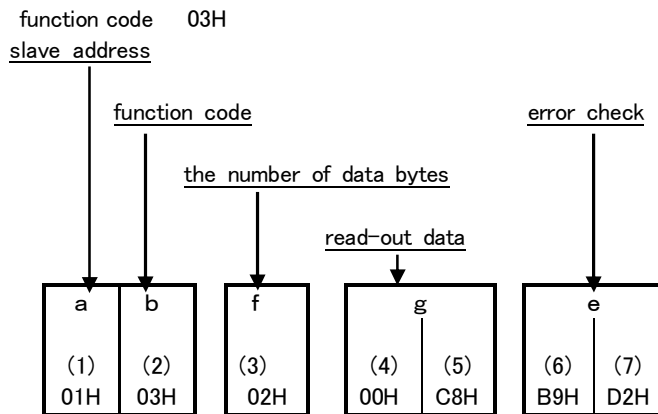 function code 03H
slave address
function code
error check
the number of data bytes
read-out data
a b f g e
(1) (2) (3) (4) (5) (6) (7)
01H 03H 02H 00H C8H B9H D2H